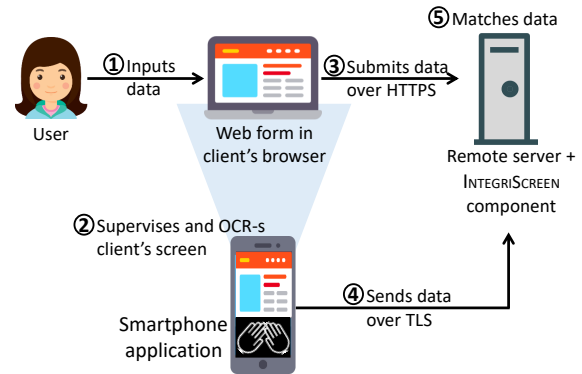 ① Inputs
data
User
Web form in
client's browser
③ Submits data
over HTTPS
⑤ Matches data
Remote server +
INTEGRISCREEN
component
② Supervises and OCR-s
client's screen
Smartphone
application
④ Sends data
over TLS